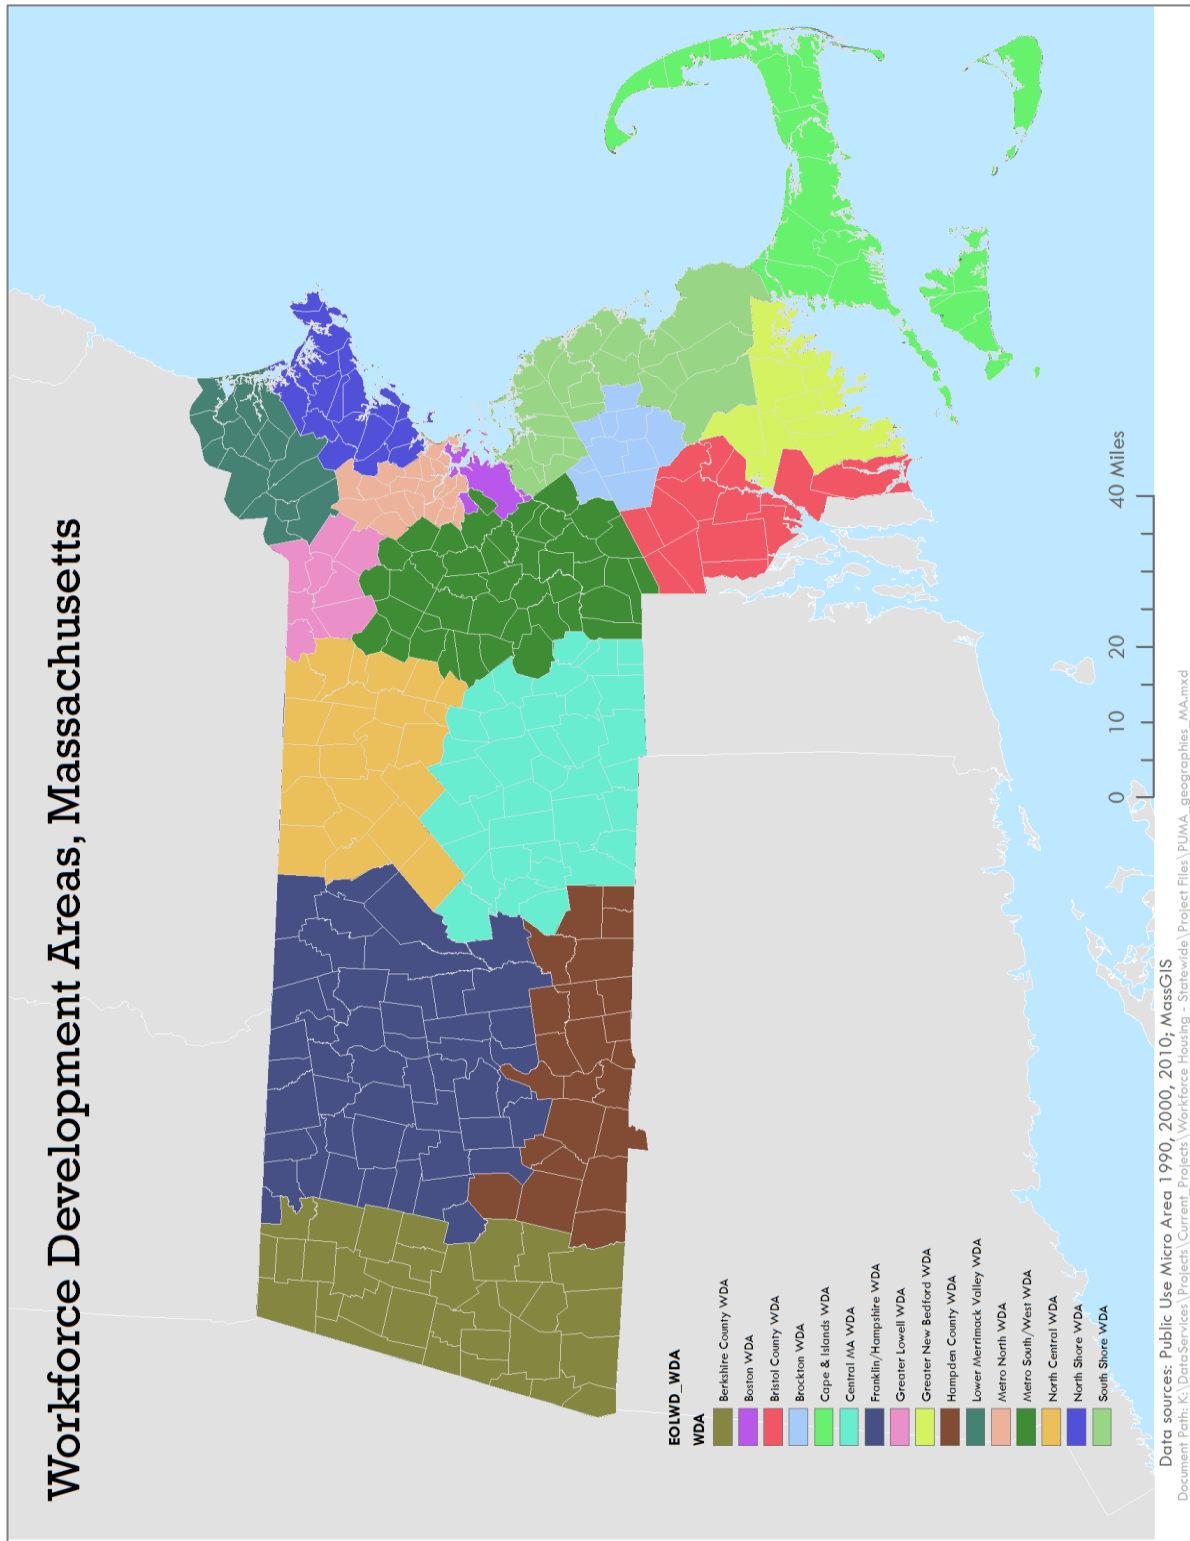 Workforce Development Areas, Massachusetts
EOLWD_WDA
WDA
Berkshire County WDA
Boston WDA
Bristol County WDA
Brockton WDA
Cape & Islands WDA
Central MA WDA
Franklin/Hampshire WDA
Greater Lowell WDA
Greater New Bedford WDA
Hampden County WDA
Lower Merrimack Valley WDA
Metro North WDA
Metro South/West WDA
North Central WDA
North Shore WDA
South Shore WDA
0 10 20 40 Miles
Data sources: Public Use Micro Area 1990, 2000, 2010; MassGIS
Document Path: K:\DataServices\Projects\Current_Projects\Workforce Housing - Statewide\Project Files\PUMA_geographies_MA.mxd